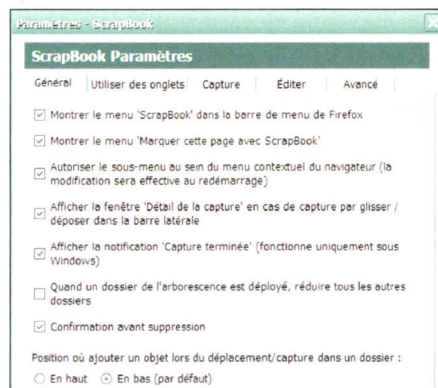 Paramètres - ScrapBook
ScrapBook Paramètres
Général Utiliser des onglets Capture Éditer Avancé
Montrer le menu 'ScrapBook' dans la barre de menu de Firefox
Montrer le menu 'Marquer cette page avec ScrapBook'
Autoriser le sous-menu au sein du menu contextuel du navigateur (la
modification sera effective au redémarrage)
Afficher la fenêtre 'Détail de la capture' en cas de capture par glisser /
déposer dans la barre latérale
Afficher la notification 'Capture terminée' (fonctionne uniquement sous
Windows)
Quand un dossier de l'arborescence est déployé, réduire tous les autres
dossiers
Confirmation avant suppression
Position où ajouter un objet lors du déplacement/capture dans un dossier :
En haut En bas (par défaut)